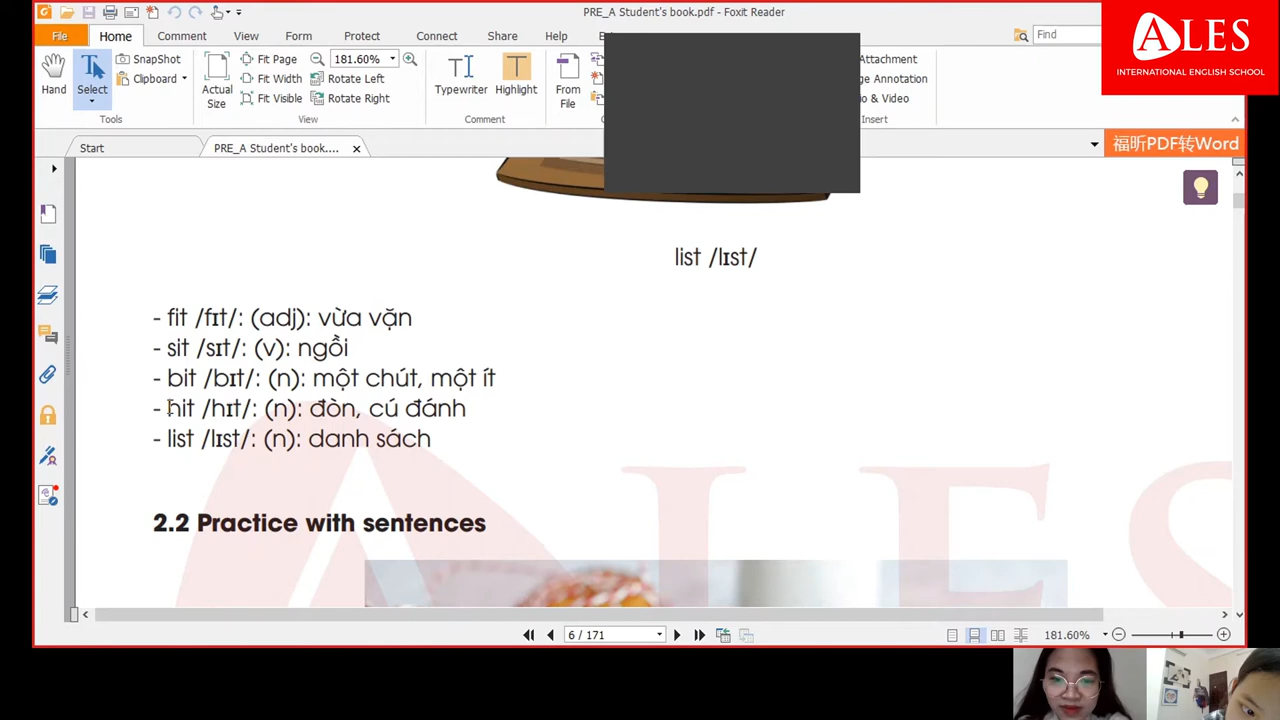 PRE_A Student's book.pdf - Foxit Reader
File Home Comment View Form Protect Connect Share Help
Find
ALES
INTERNATIONAL ENGLISH SCHOOL
Hand
Select
SnapShot
Clipboard
Tools
Actual Size
Fit Page
Fit Width
Fit Visible
181.60%
Rotate Left
Rotate Right
View
Typewriter
Highlight
Comment
From File
Attachment
Annotation
& Video
Insert
Start
PRE_A Student's book....
福昕PDF转Word
list /lɪst/
- fit /fɪt/: (adj): vừa vặn
- sit /sɪt/: (v): ngồi
- bit /bɪt/: (n): một chút, một ít
- hit /hɪt/: (n): đòn, cú đánh
- list /lɪst/: (n): danh sách
2.2 Practice with sentences
ALES
6 / 171
181.60%